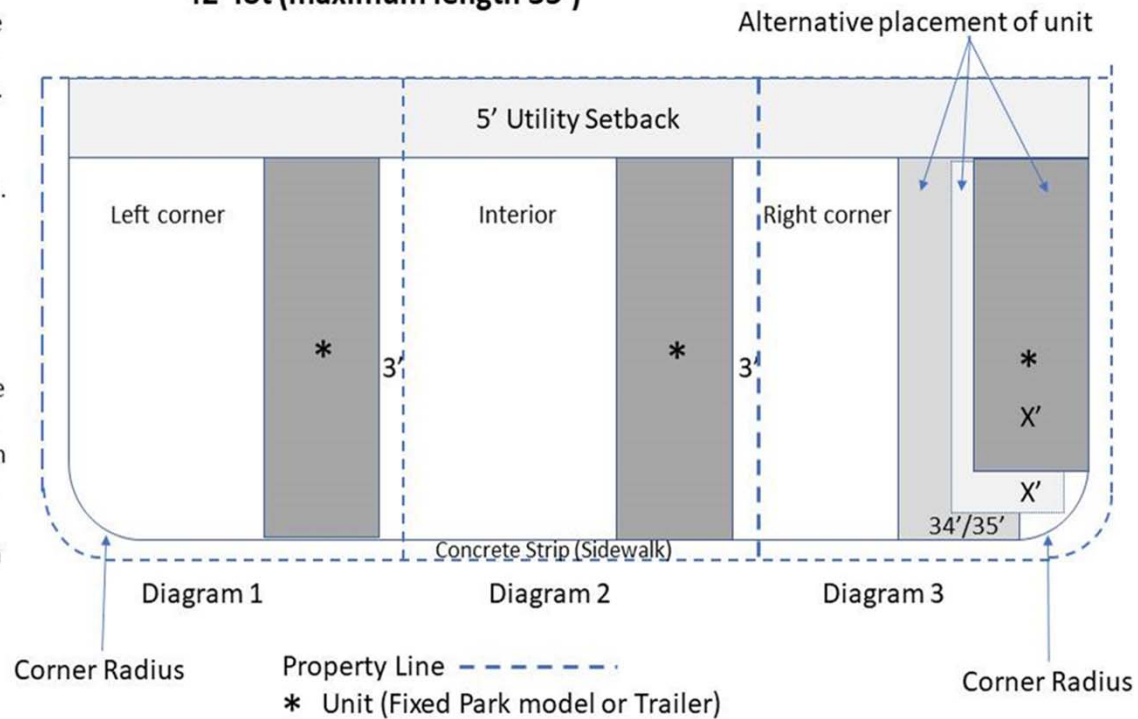 Alternative placement of unit
5’ Utility Setback
Left corner
Interior
Right corner
*
*
*
3’
3’
X’
X’
34’/35’
Concrete Strip (Sidewalk)
Diagram 1
Diagram 2
Diagram 3
Corner Radius
Property Line
Corner Radius
* Unit (Fixed Park model or Trailer)